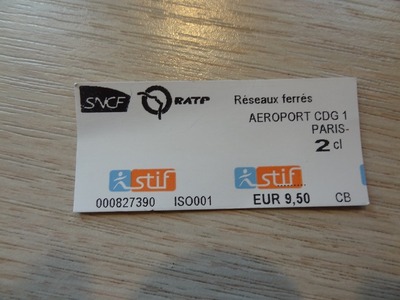 SNCF RATP Réseaux ferrés
AEROPORT CDG 1
PARIS-
2 cl
stif stif
000827390 ISO001 EUR 9,50 CB